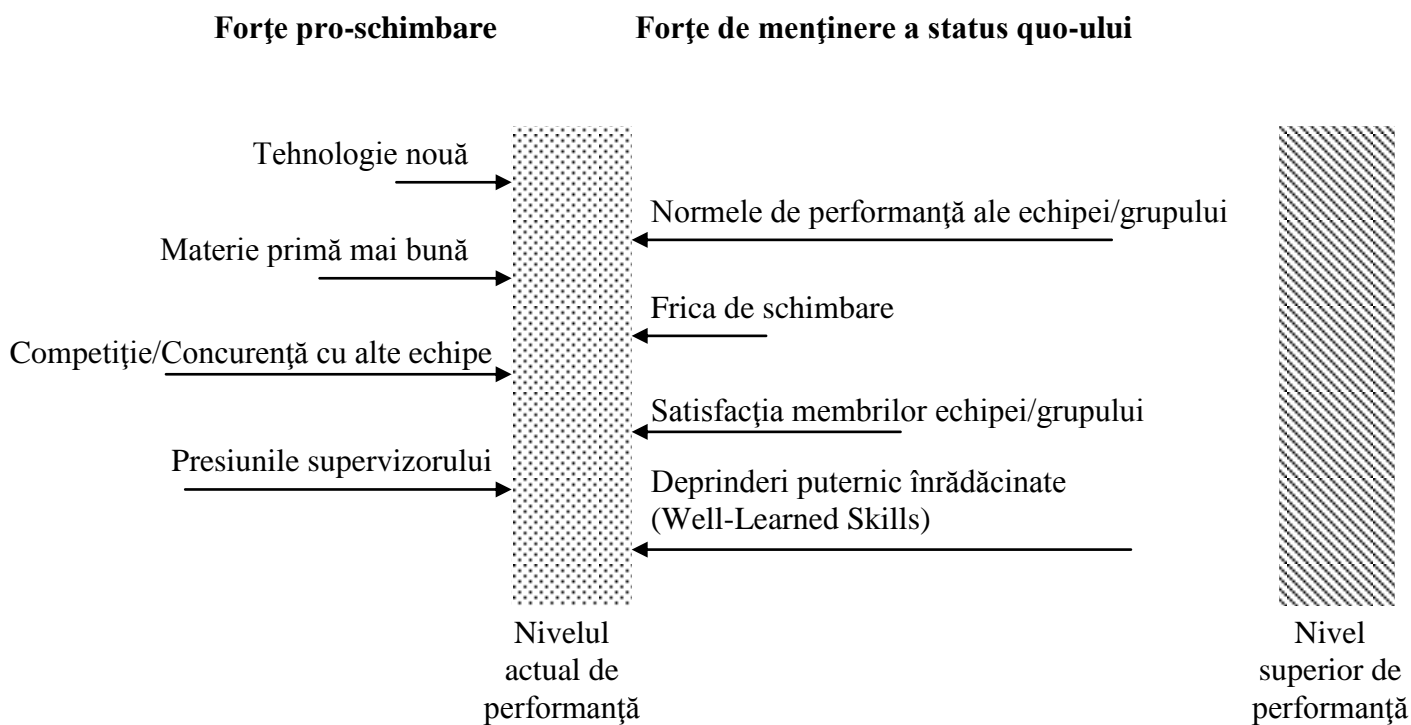 Forţe pro-schimbare
Forţe de menţinere a status quo-ului
Tehnologie nouă
Normele de performanţă ale echipei/grupului
Materie primă mai bună
Frica de schimbare
Competiţie/Concurenţă cu alte echipe
Satisfacţia membrilor echipei/grupului
Presiunile supervizorului
Deprinderi puternic înrădăcinate
(Well-Learned Skills)
Nivelul
actual de
performanţă
Nivel
superior de
performanţă